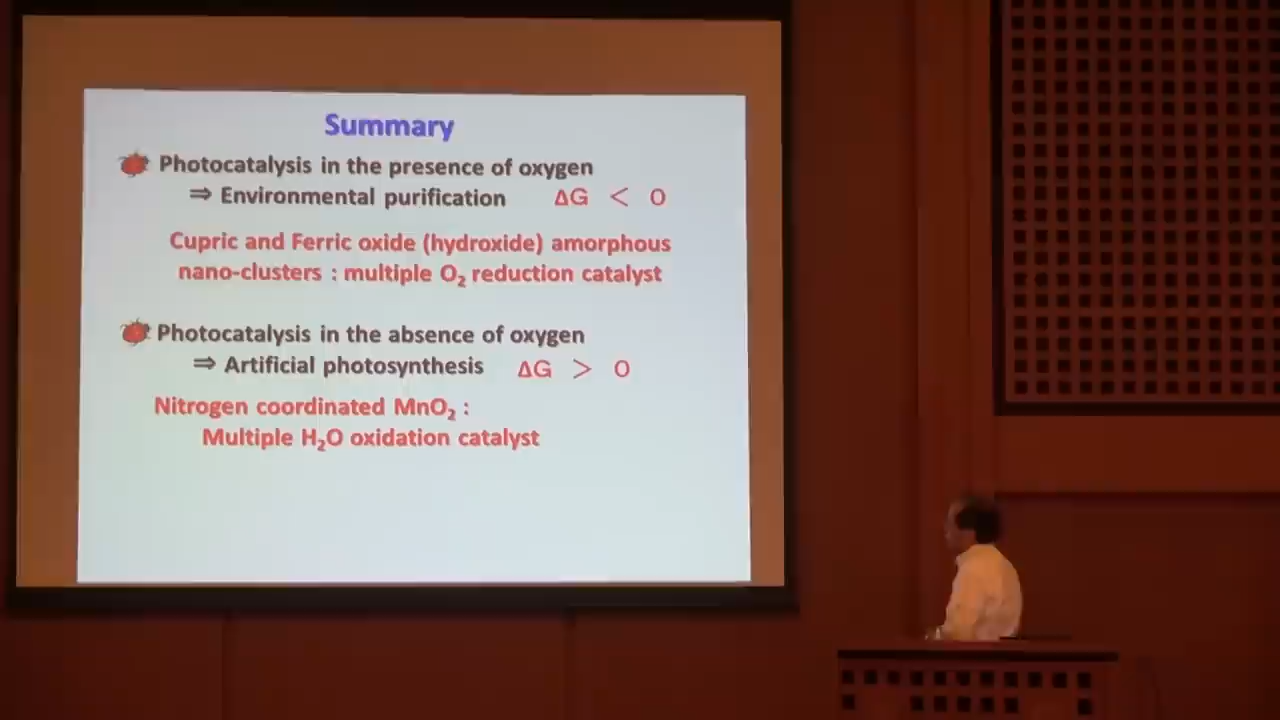 Summary
Photocatalysis in the presence of oxygen
⇒ Environmental purification ΔG < 0
Cupric and Ferric oxide (hydroxide) amorphous
nano-clusters : multiple O₂ reduction catalyst
Photocatalysis in the absence of oxygen
⇒ Artificial photosynthesis ΔG > 0
Nitrogen coordinated MnO₂ :
Multiple H₂O oxidation catalyst